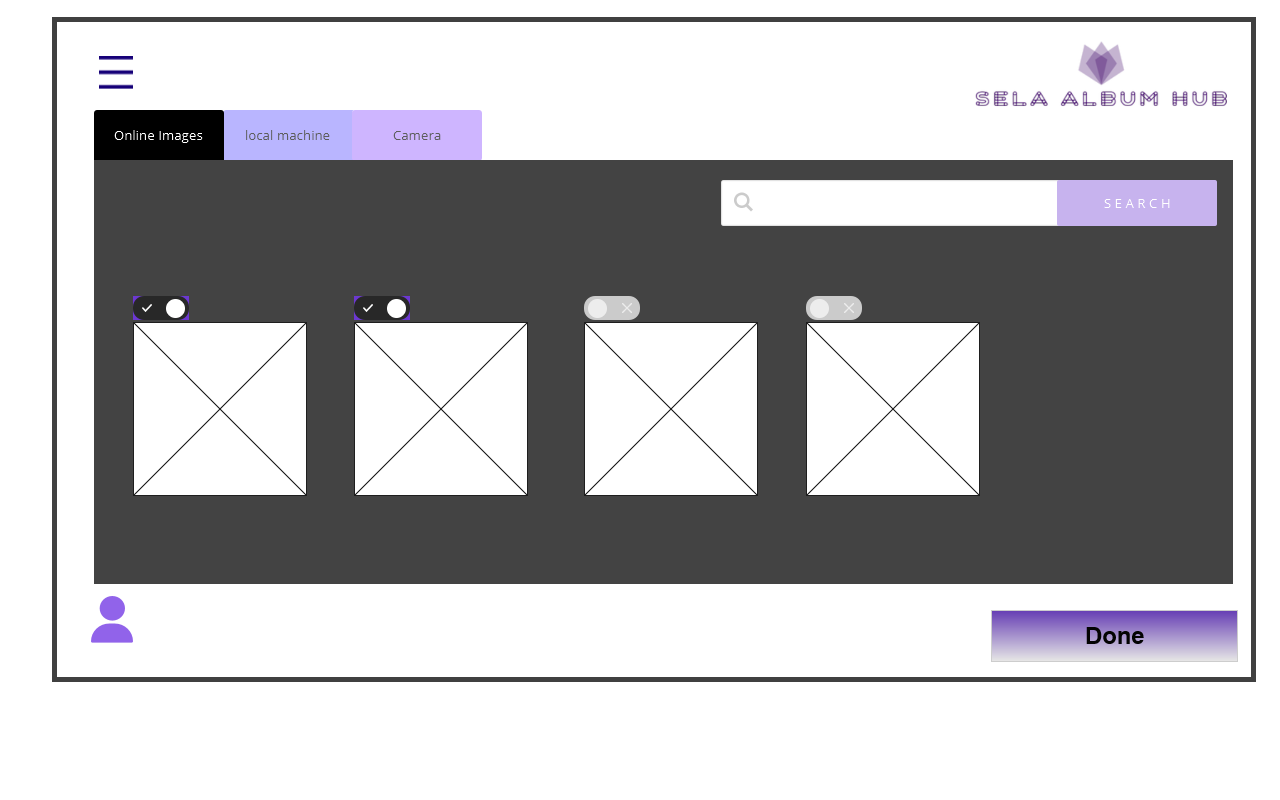 SELA ALBUM HUB
Online Images
local machine
Camera
SEARCH
Done